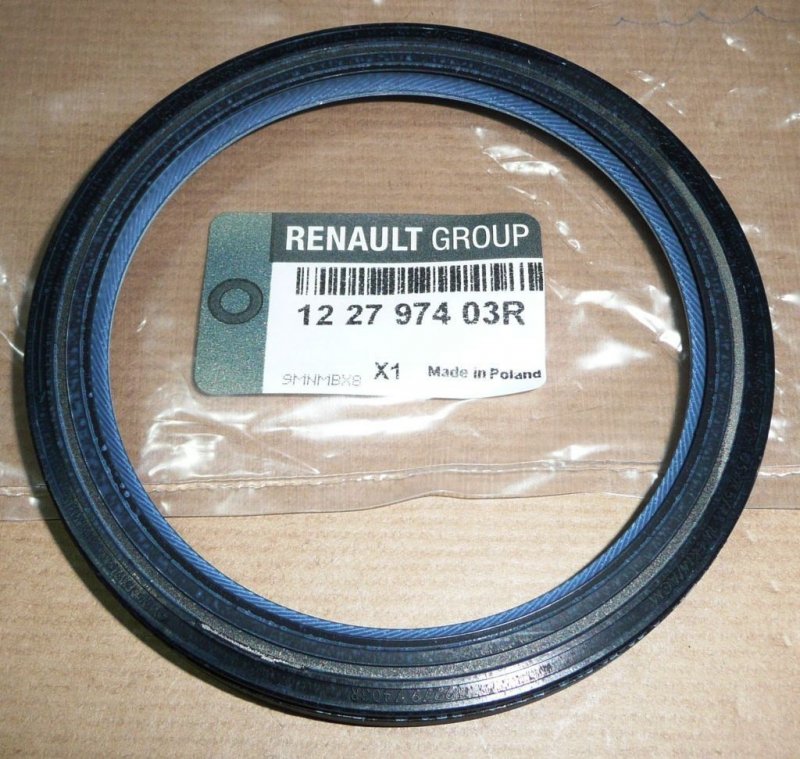 RENAULT GROUP
12 27 974 03R
9MNMBX8 X1 Made in Poland